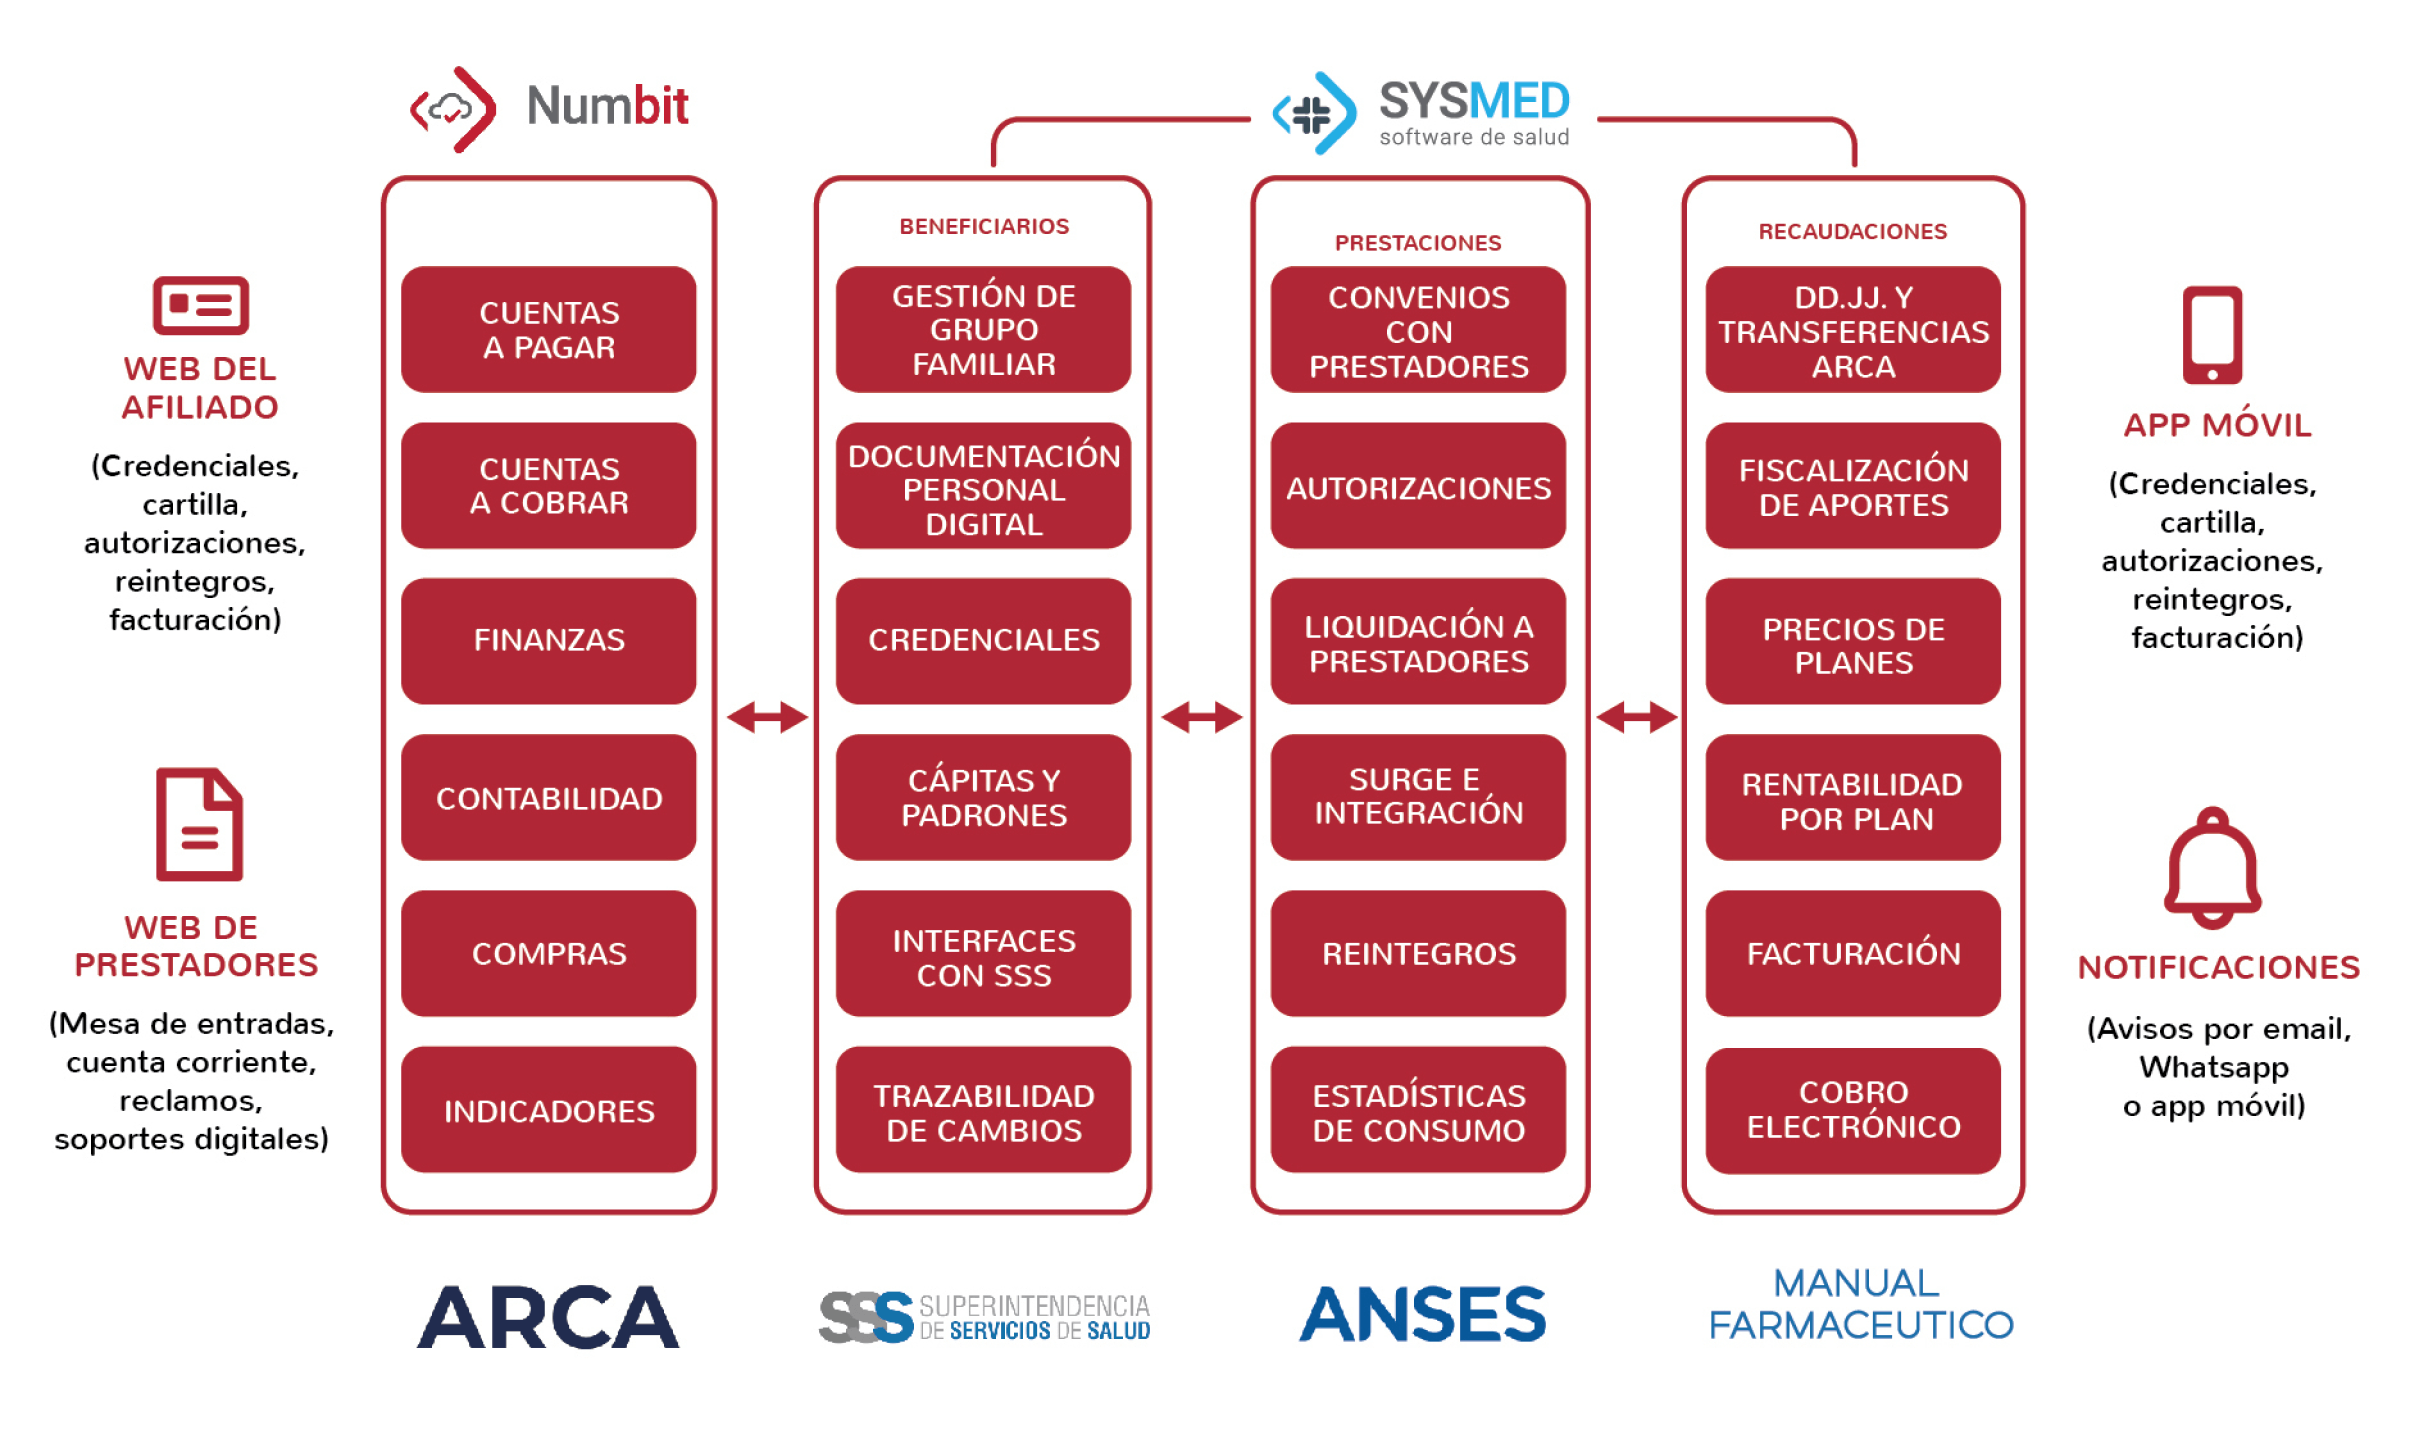 Numbit
SYSMED
software de salud
WEB DEL
AFILIADO
(Credenciales,
cartilla,
autorizaciones,
reintegros,
facturación)
WEB DE
PRESTADORES
(Mesa de entradas,
cuenta corriente,
reclamos,
soportes digitales)
CUENTAS
A PAGAR
CUENTAS
A COBRAR
FINANZAS
CONTABILIDAD
COMPRAS
INDICADORES
BENEFICIARIOS
GESTIÓN DE
GRUPO
FAMILIAR
DOCUMENTACIÓN
PERSONAL
DIGITAL
CREDENCIALES
CÁPITAS Y
PADRONES
INTERFACES
CON SSS
TRAZABILIDAD
DE CAMBIOS
PRESTACIONES
CONVENIOS
CON
PRESTADORES
AUTORIZACIONES
LIQUIDACIÓN A
PRESTADORES
SURGE E
INTEGRACIÓN
REINTEGROS
ESTADÍSTICAS
DE CONSUMO
RECAUDACIONES
DD.JJ. Y
TRANSFERENCIAS
ARCA
FISCALIZACIÓN
DE APORTES
PRECIOS DE
PLANES
RENTABILIDAD
POR PLAN
FACTURACIÓN
COBRO
ELECTRÓNICO
APP MÓVIL
(Credenciales,
cartilla,
autorizaciones,
reintegros,
facturación)
NOTIFICACIONES
(Avisos por email,
Whatsapp
o app móvil)
ARCA
SSS SUPERINTENDENCIA
DE SERVICIOS DE SALUD
ANSES
MANUAL
FARMACEUTICO